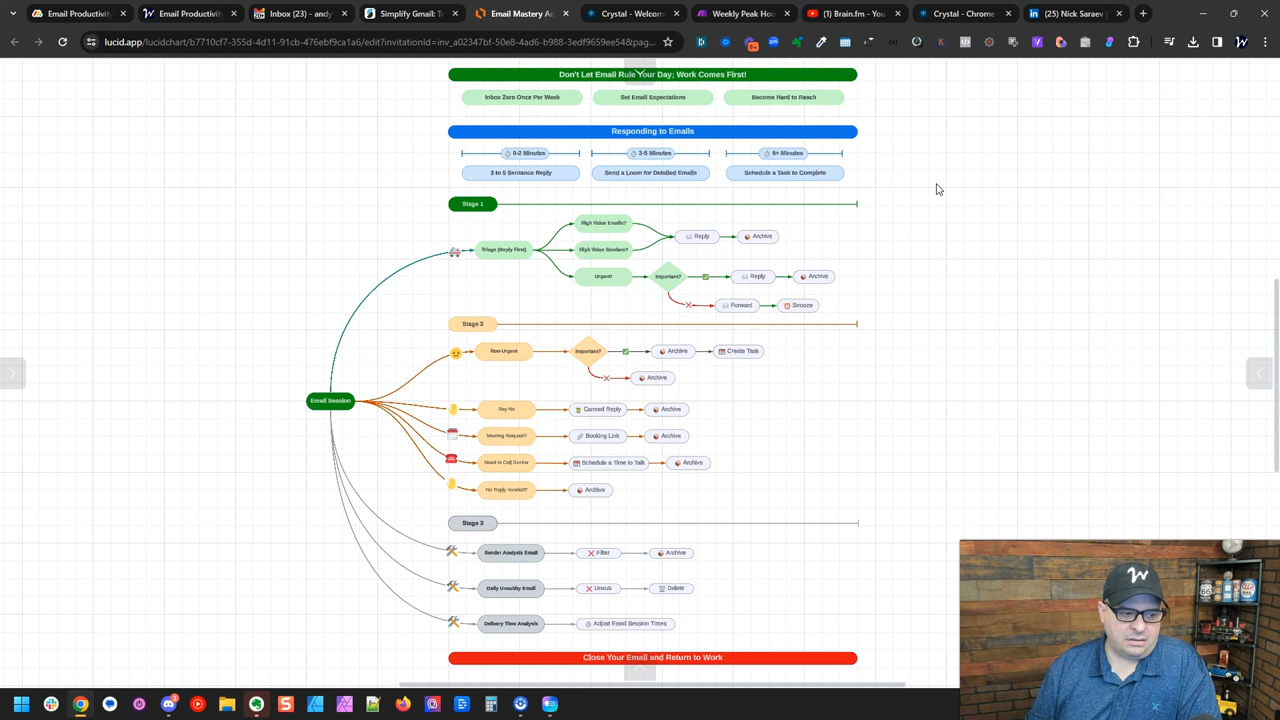 Email Productiv
Email Productiv
Inbox (23) - an
Simplify Gmail: T
Mastery Ac
Crystal - Welcom
Weekly Peak Hou
(1) Brain.fm - You
Crystal - Chrome
(25) Nick Saraev |
lucid.app/lucidchart/b7710cf7-355d-4d11-91cb-476ebf9ca1a6/edit?invitationId=inv_a02347bf-50e8-4ad6-b988-3edf9659ee54&pag...
Don't Let Email Rule Your Day; Work Comes First!
Inbox Zero Once Per Week
Set Email Expectations
Become Hard to Reach
Responding to Emails
0-2 Minutes
3-5 Minutes
6+ Minutes
3 to 5 Sentence Reply
Send a Loom for Detailed Emails
Schedule a Task to Complete
Stage 1
High Value Emails?
Triage (Reply First)
High Value Senders?
Reply
Archive
Urgent
Important?
Reply
Archive
Forward
Snooze
Stage 2
Non-Urgent
Important?
Archive
Create Task
Archive
Email Session
Say No
Canned Reply
Archive
Meeting Request?
Booking Link
Archive
Need to Call Sender
Schedule a Time to Talk
Archive
No Reply Needed?
Archive
Stage 3
Sender Analysis Email
Filter
Archive
Daily Unsubby Email
Unsub
Delete
Delivery Time Analysis
Adjust Email Session Times
Close Your Email and Return to Work